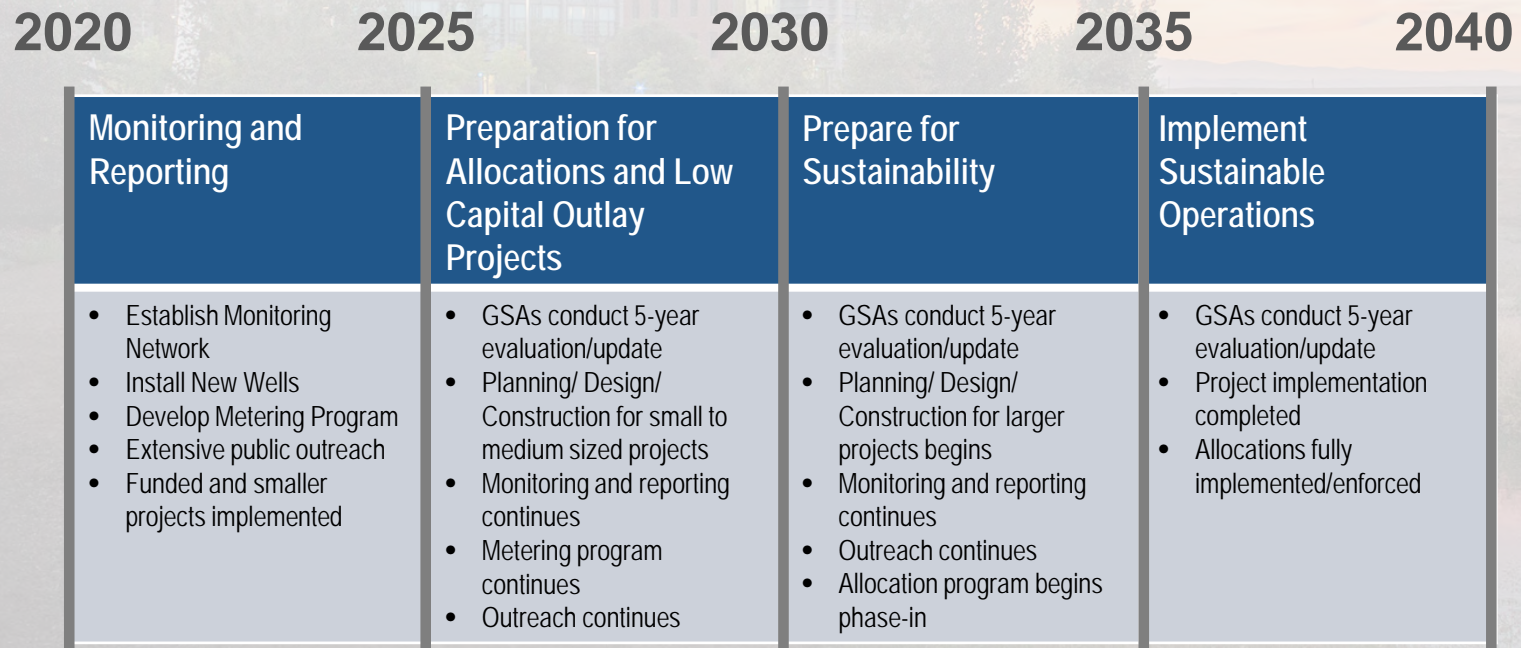 2020 2025 2030 2035 2040
Monitoring and
Reporting
Preparation for
Allocations and Low
Capital Outlay
Projects
Prepare for
Sustainability
Implement
Sustainable
Operations
• Establish Monitoring
Network
• Install New Wells
• Develop Metering Program
• Extensive public outreach
• Funded and smaller
projects implemented
• GSAs conduct 5-year
evaluation/update
• Planning/ Design/
Construction for small to
medium sized projects
• Monitoring and reporting
continues
• Metering program
continues
• Outreach continues
• GSAs conduct 5-year
evaluation/update
• Planning/ Design/
Construction for larger
projects begins
• Monitoring and reporting
continues
• Outreach continues
• Allocation program begins
phase-in
• GSAs conduct 5-year
evaluation/update
• Project implementation
completed
• Allocations fully
implemented/enforced